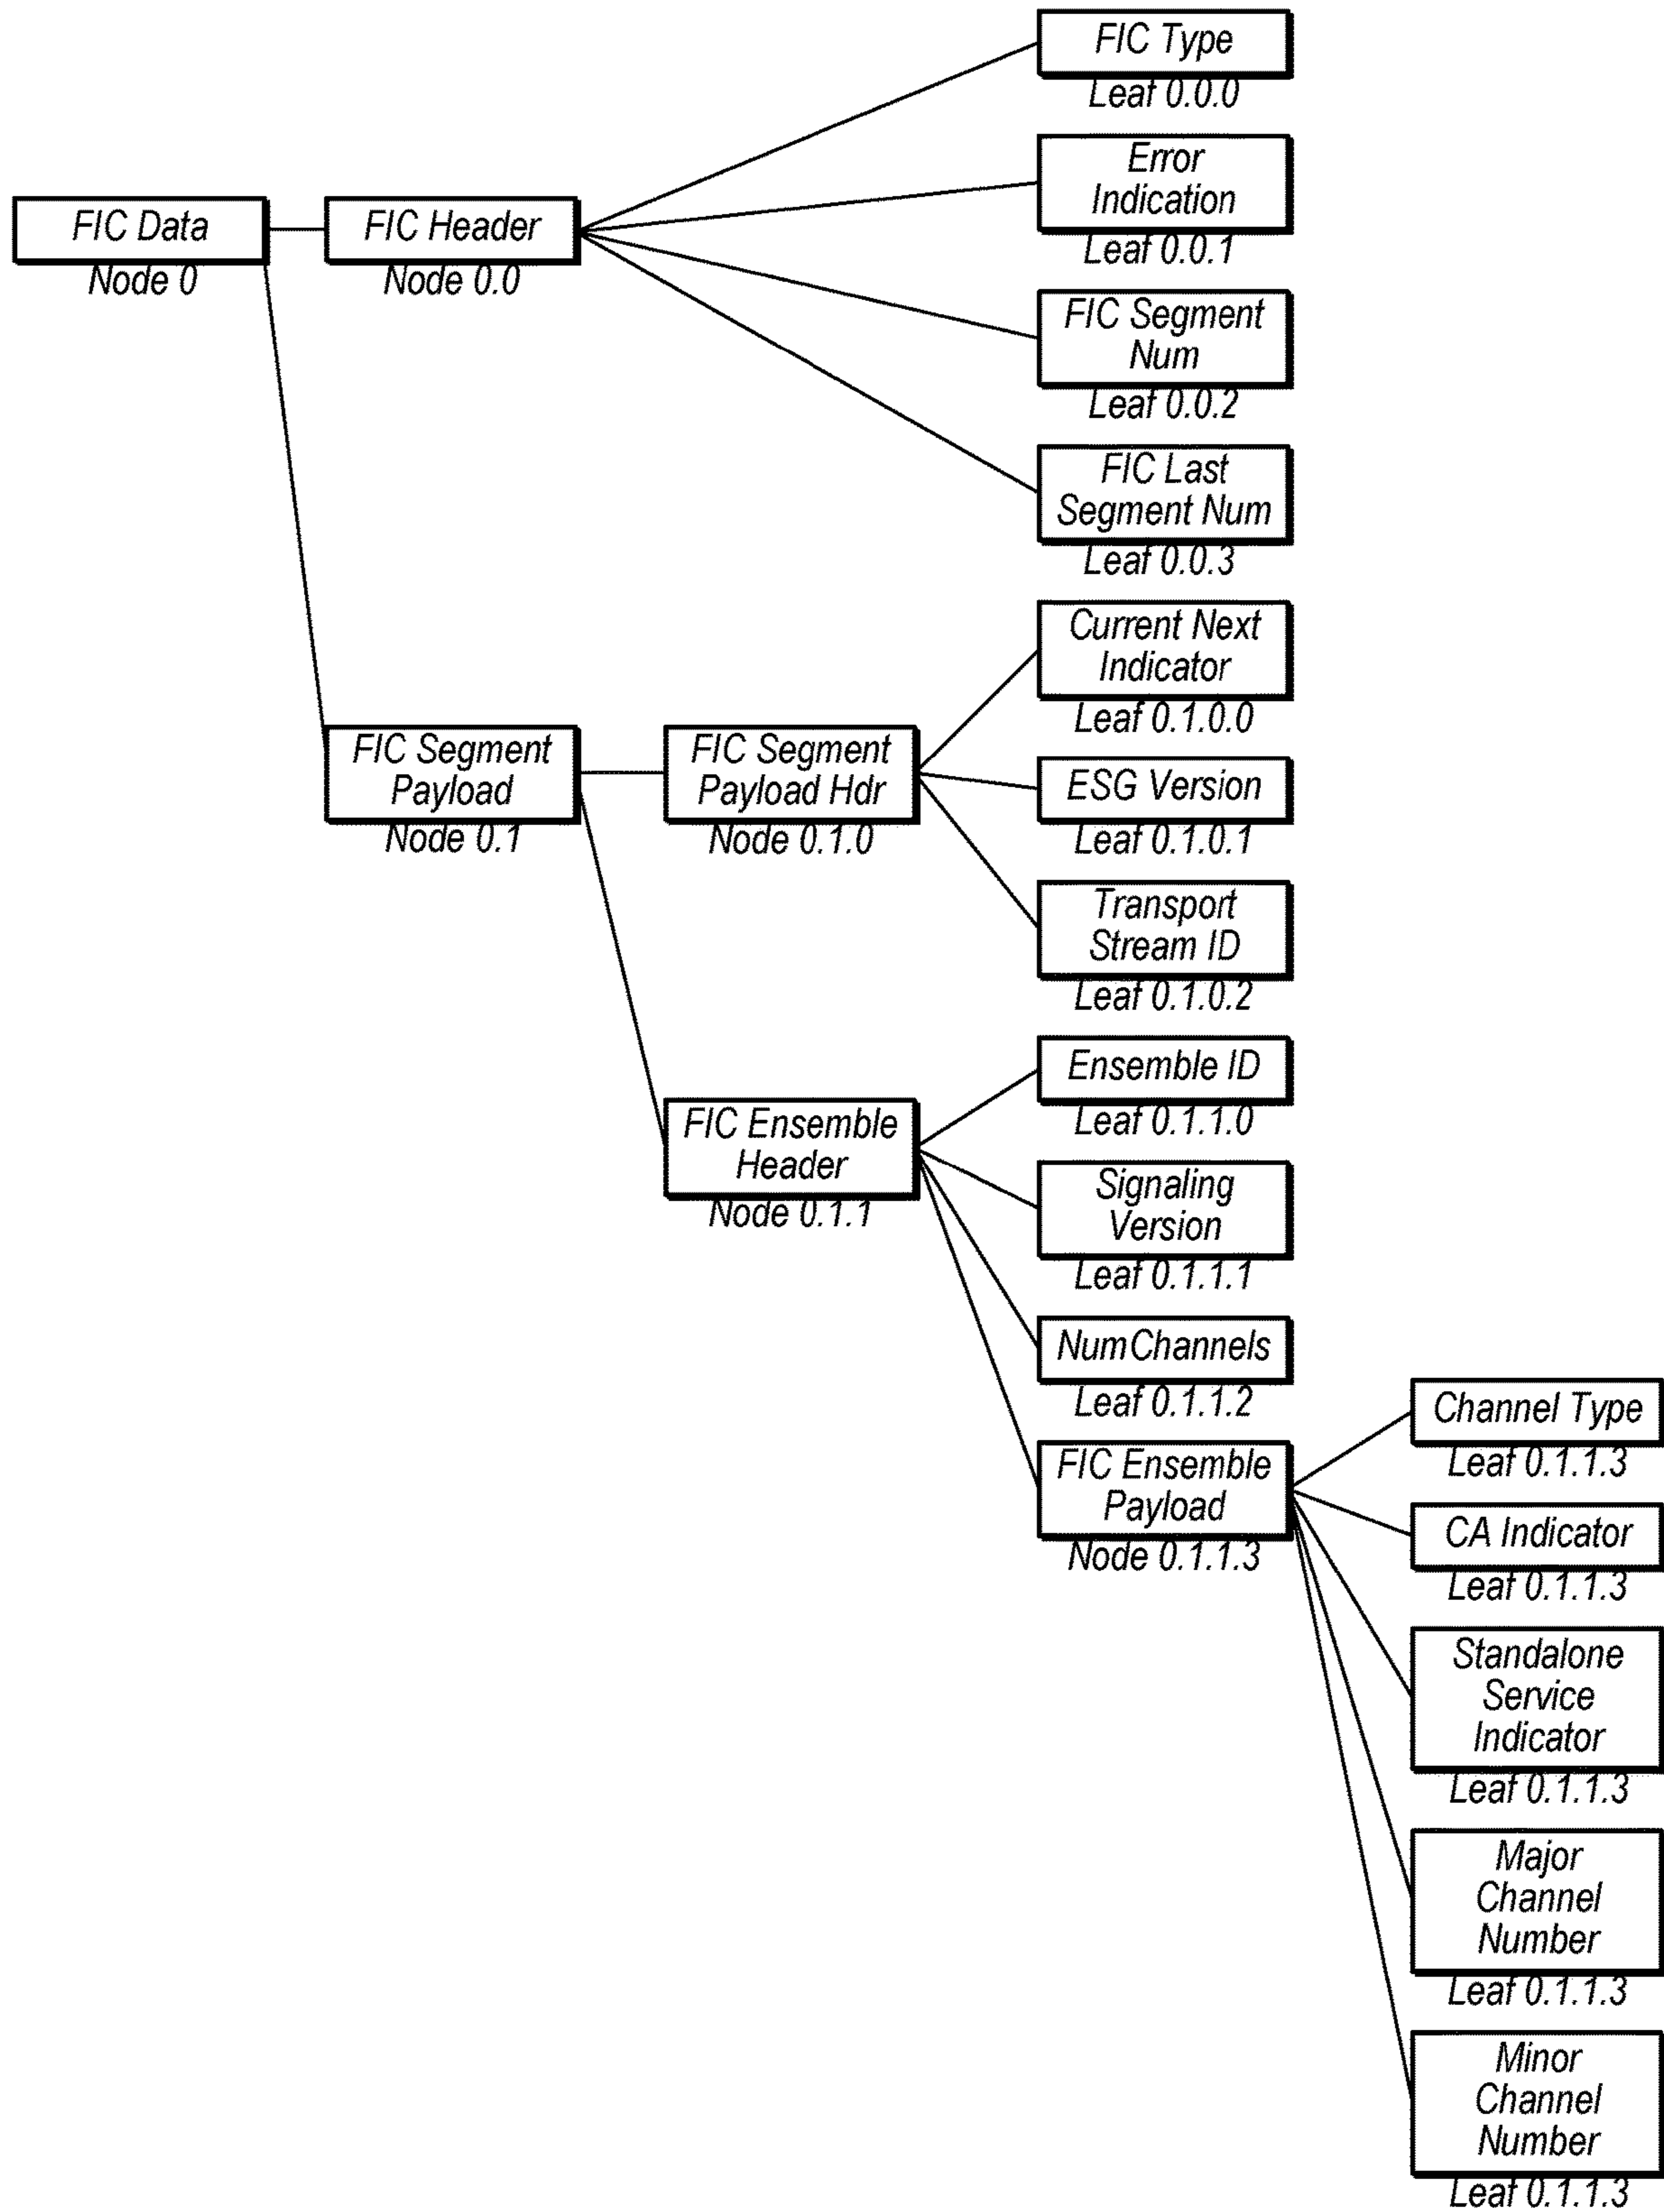 FIC Type
Leaf 0.0.0
Error
Indication
Leaf 0.0.1
FIC Data
Node 0
FIC Header
Node 0.0
FIC Segment
Num
Leaf 0.0.2
FIC Last
Segment Num
Leaf 0.0.3
Current Next
Indicator
Leaf 0.1.0.0
FIC Segment
Payload
Node 0.1
FIC Segment
Payload Hdr
Node 0.1.0
ESG Version
Leaf 0.1.0.1
Transport
Stream ID
Leaf 0.1.0.2
Ensemble ID
Leaf 0.1.1.0
FIC Ensemble
Header
Node 0.1.1
Signaling
Version
Leaf 0.1.1.1
NumChannels
Leaf 0.1.1.2
FIC Ensemble
Payload
Node 0.1.1.3
Channel Type
Leaf 0.1.1.3
CA Indicator
Leaf 0.1.1.3
Standalone
Service
Indicator
Leaf 0.1.1.3
Major
Channel
Number
Leaf 0.1.1.3
Minor
Channel
Number
Leaf 0.1.1.3